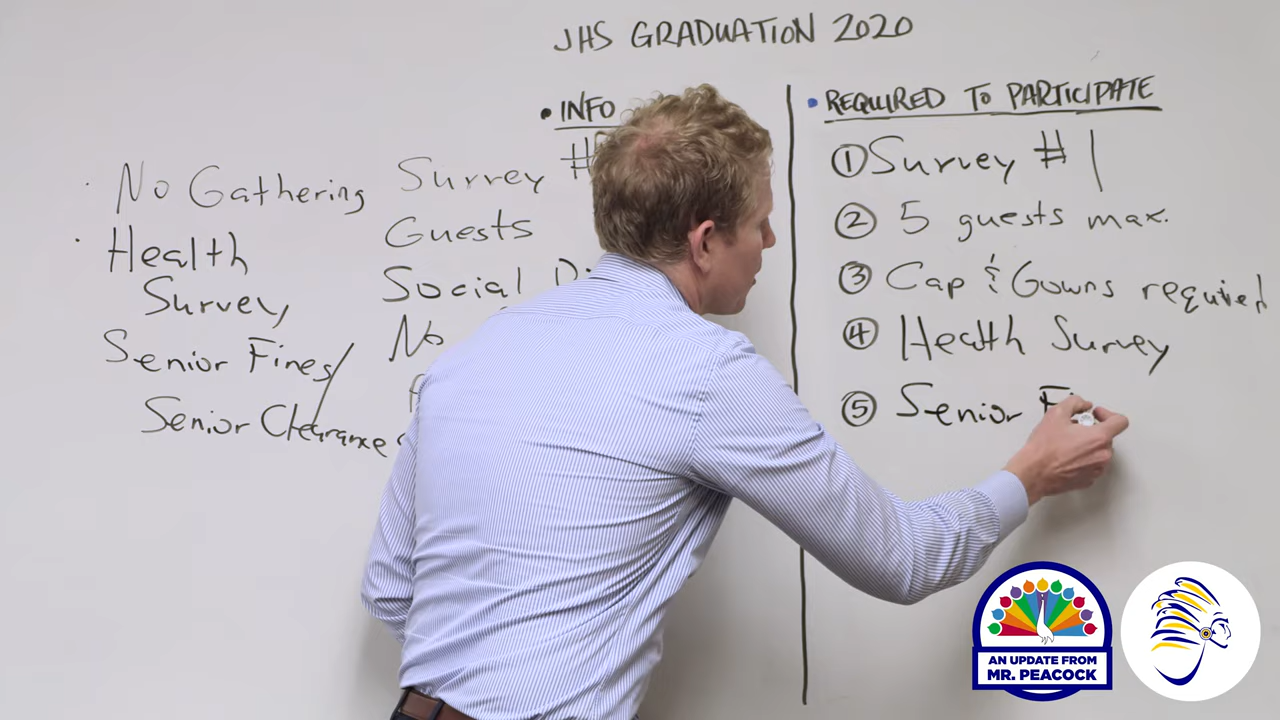 JHS GRADUATION 2020
• INFO
No Gathering
Health
Survey
Senior Fines/
Senior Clearance
Survey #
Guests
Social
No
• REQUIRED TO PARTICIPATE
① Survey #1
② 5 guests max.
③ Cap & Gowns required
④ Health Survey
⑤ Senior Fi
AN UPDATE FROM
MR. PEACOCK